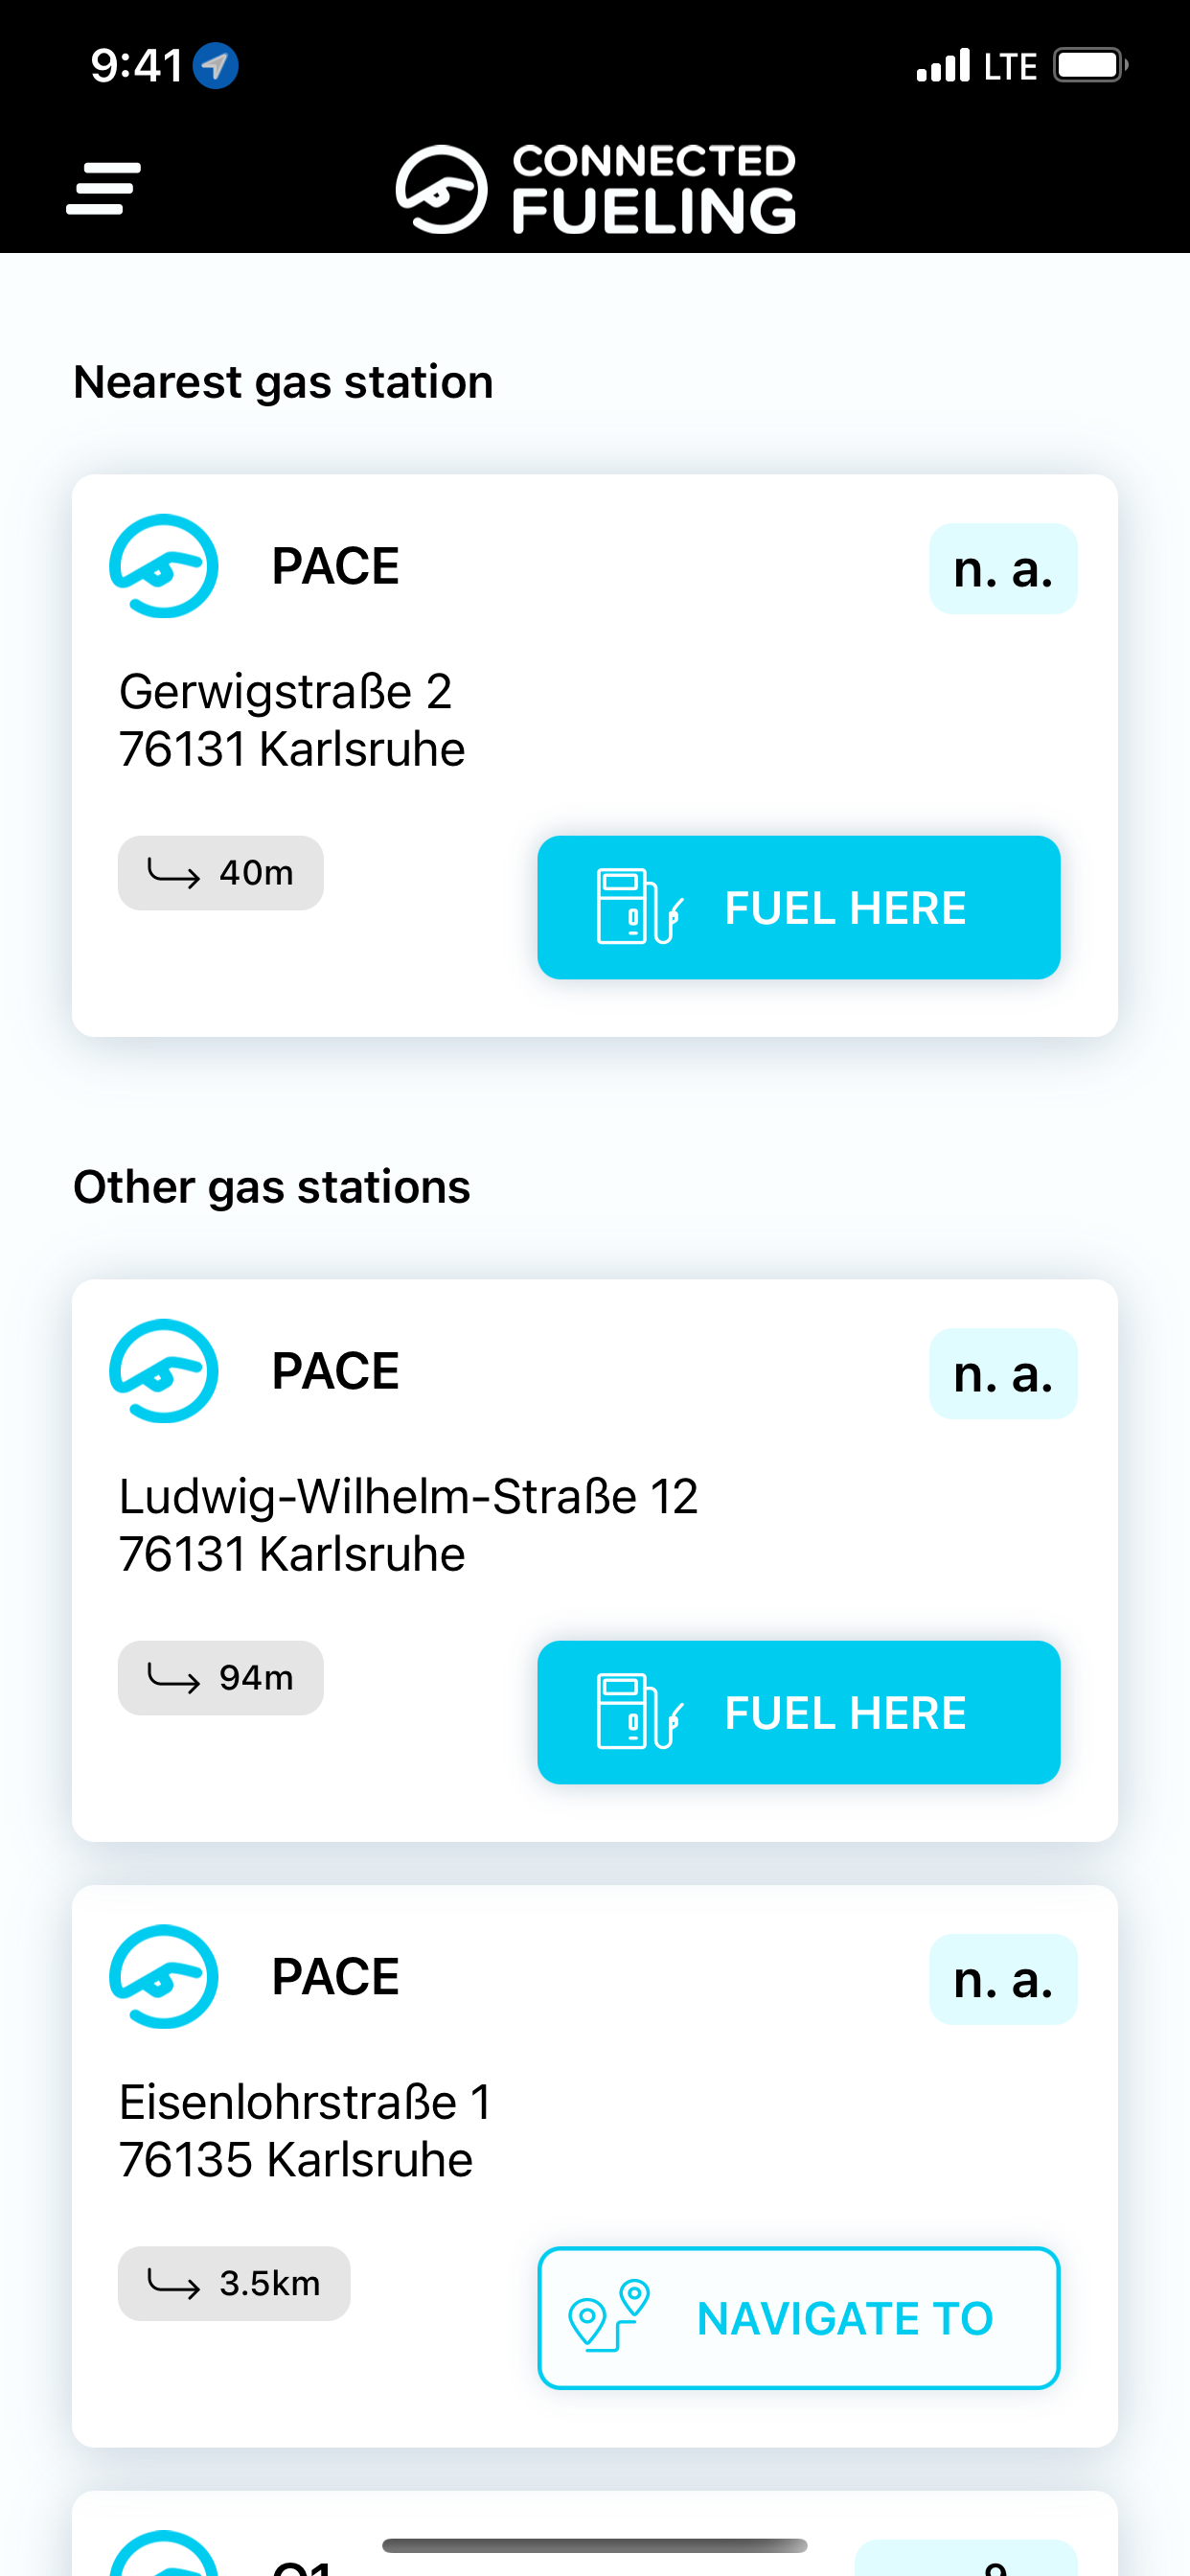 9:41
LTE
CONNECTED
FUELING
Nearest gas station
PACE
n. a.
Gerwigstraße 2
76131 Karlsruhe
40m
FUEL HERE
Other gas stations
PACE
n. a.
Ludwig-Wilhelm-Straße 12
76131 Karlsruhe
94m
FUEL HERE
PACE
n. a.
Eisenlohrstraße 1
76135 Karlsruhe
3.5km
NAVIGATE TO